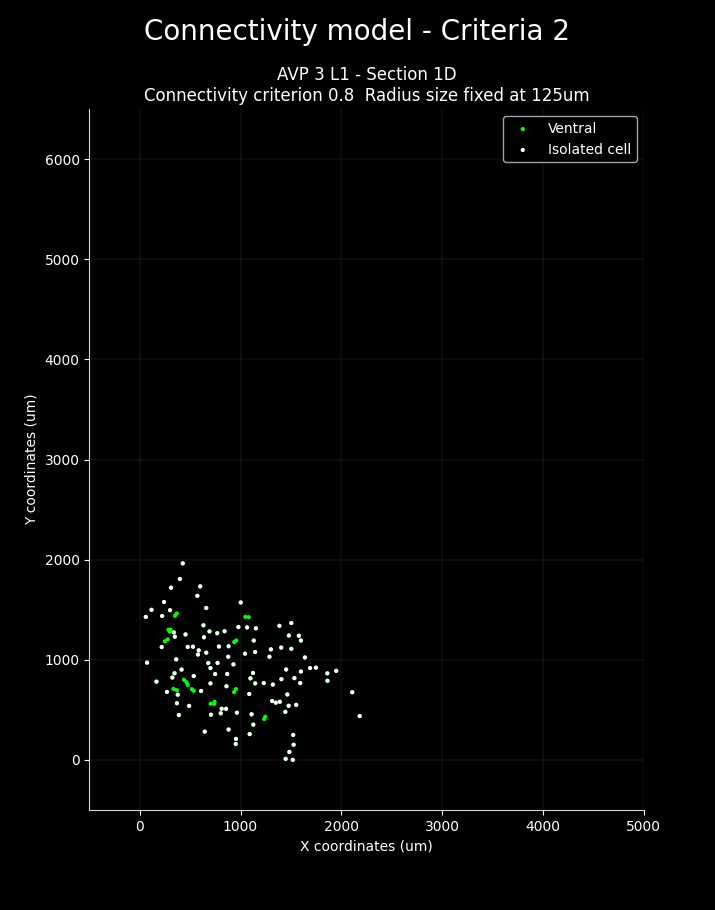 Connectivity model - Criteria 2
AVP 3 L1 - Section 1D
Connectivity criterion 0.8  Radius size fixed at 125um
Ventral
Isolated cell
6000
5000
4000
3000
2000
1000
0
Y coordinates (um)
0 1000 2000 3000 4000 5000
X coordinates (um)